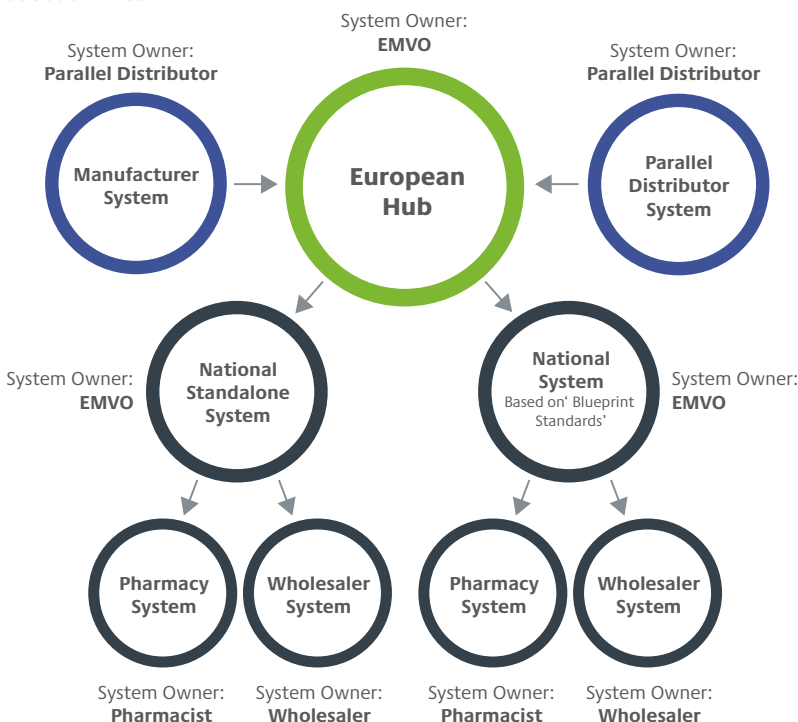 System Owner:
EMVO
System Owner:
Parallel Distributor
System Owner:
Parallel Distributor
Manufacturer
System
European
Hub
Parallel
Distributor
System
System Owner:
EMVO
National
Standalone
System
National
System
Based on‘ Blueprint
Standards’
System Owner:
EMVO
Pharmacy
System
Wholesaler
System
Pharmacy
System
Wholesaler
System
System Owner:
Pharmacist
System Owner:
Wholesaler
System Owner:
Pharmacist
System Owner:
Wholesaler